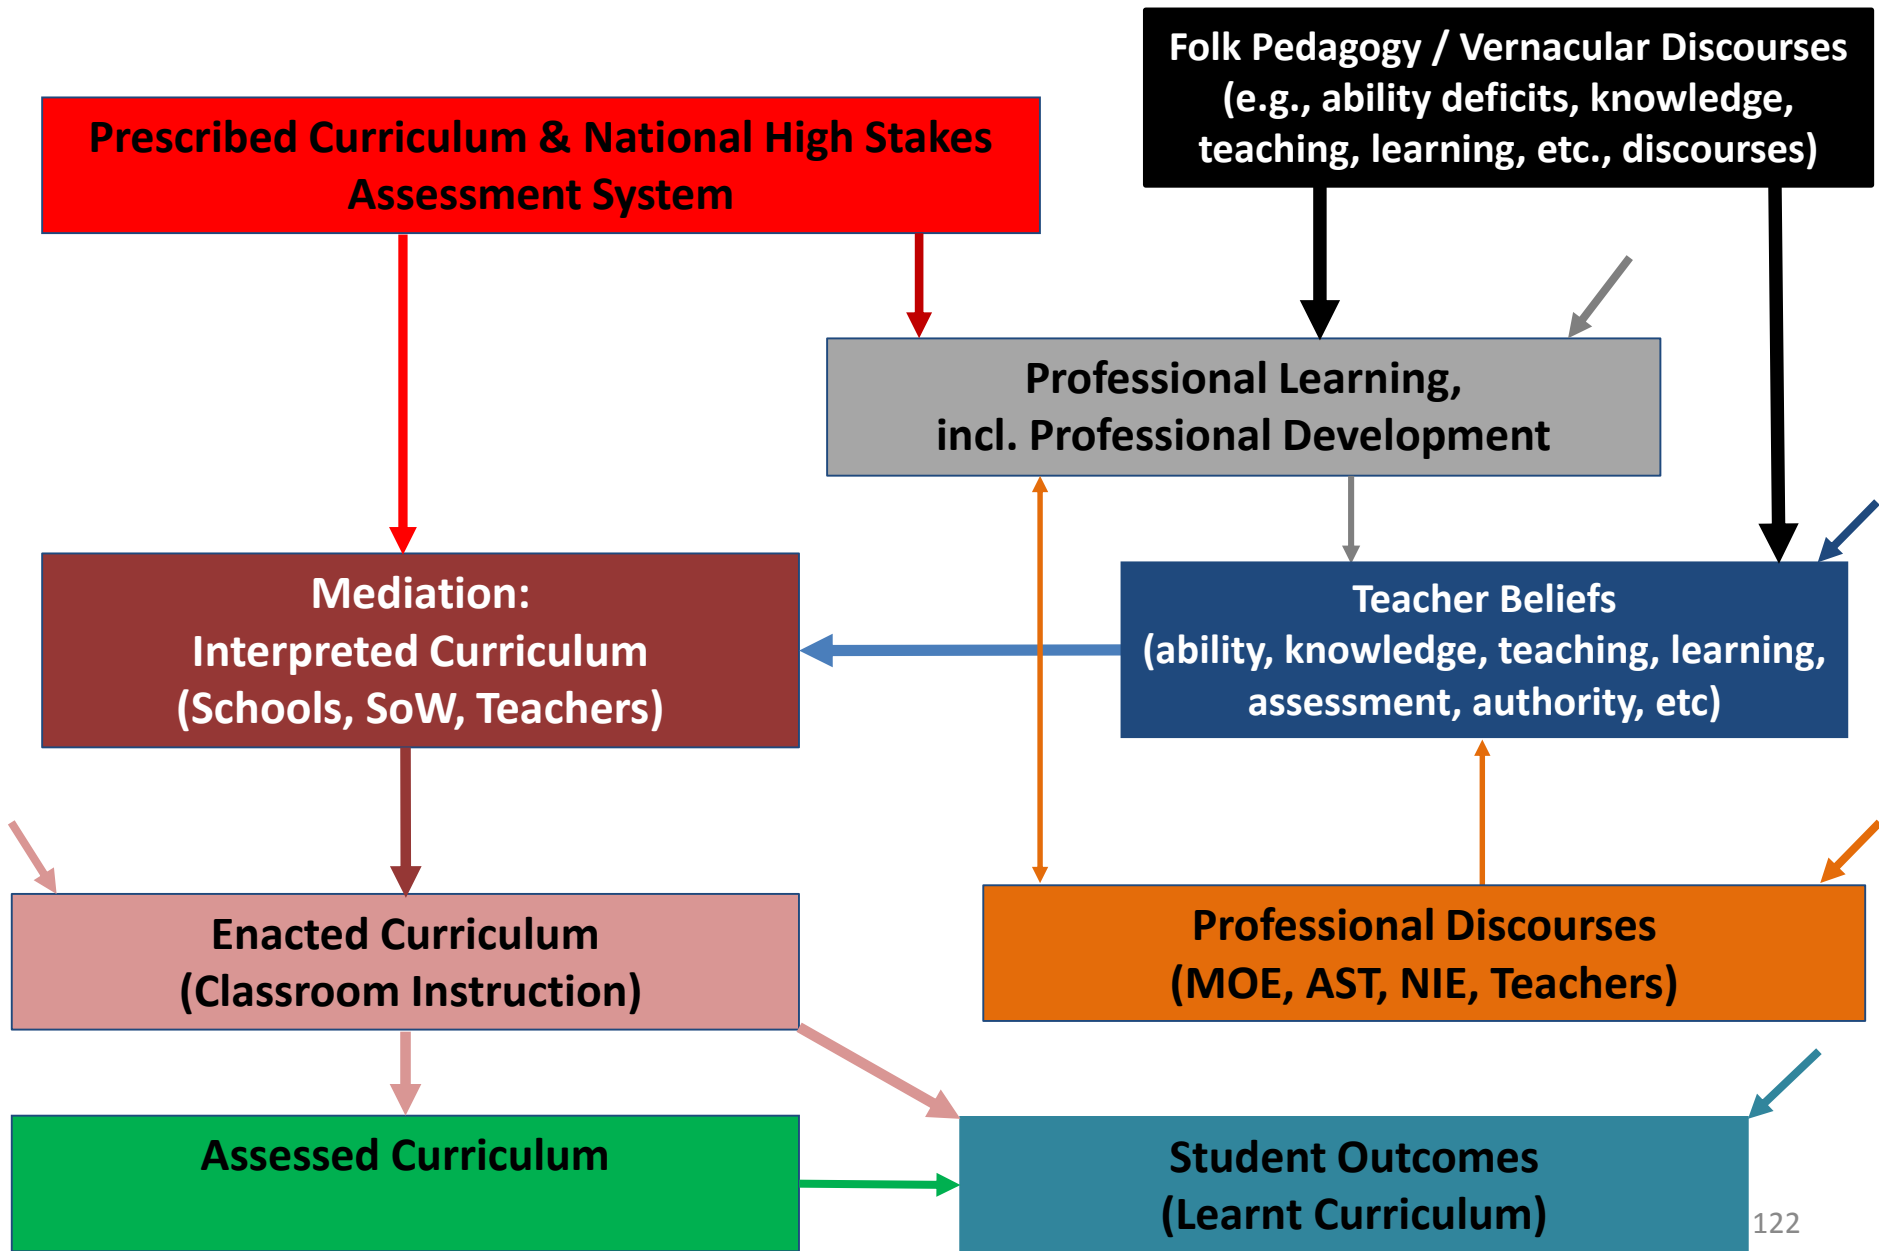 Folk Pedagogy / Vernacular Discourses
(e.g., ability deficits, knowledge,
teaching, learning, etc., discourses)
Prescribed Curriculum & National High Stakes
Assessment System
Professional Learning,
incl. Professional Development
Mediation:
Interpreted Curriculum
(Schools, SoW, Teachers)
Teacher Beliefs
(ability, knowledge, teaching, learning,
assessment, authority, etc)
Enacted Curriculum
(Classroom Instruction)
Professional Discourses
(MOE, AST, NIE, Teachers)
Assessed Curriculum
Student Outcomes
(Learnt Curriculum)
122